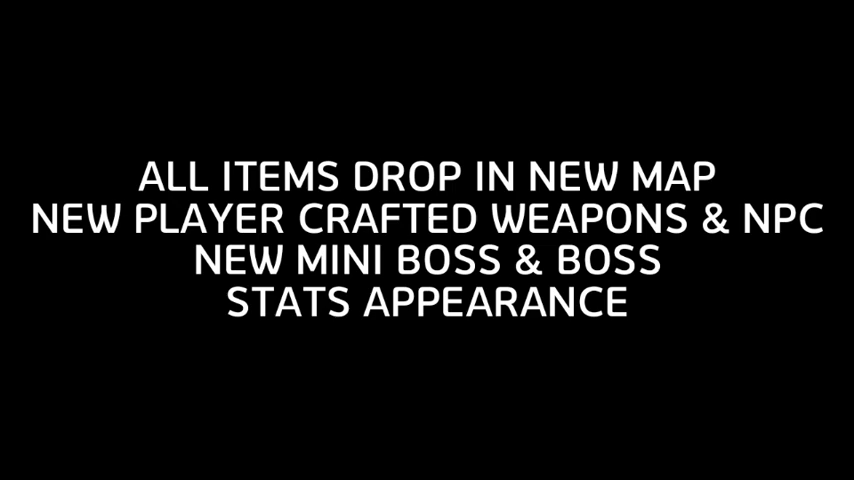 ALL ITEMS DROP IN NEW MAP
NEW PLAYER CRAFTED WEAPONS & NPC
NEW MINI BOSS & BOSS
STATS APPEARANCE